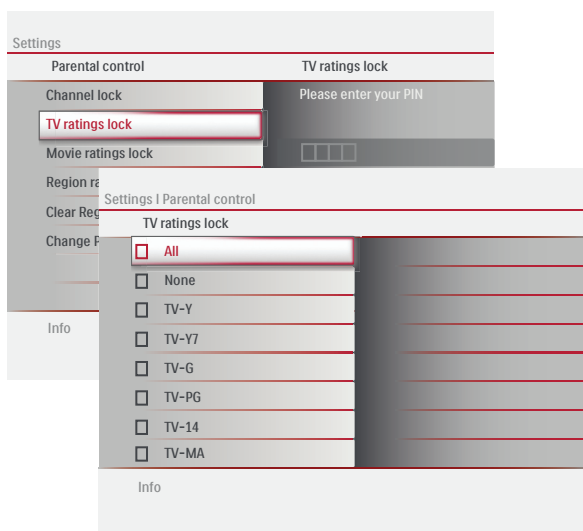 Settings
Parental control
TV ratings lock
Channel lock
Please enter your PIN
TV ratings lock
Movie ratings lock
Region ra
Clear Reg
Change P
Info
Settings I Parental control
TV ratings lock
All
None
TV-Y
TV-Y7
TV-G
TV-PG
TV-14
TV-MA
Info